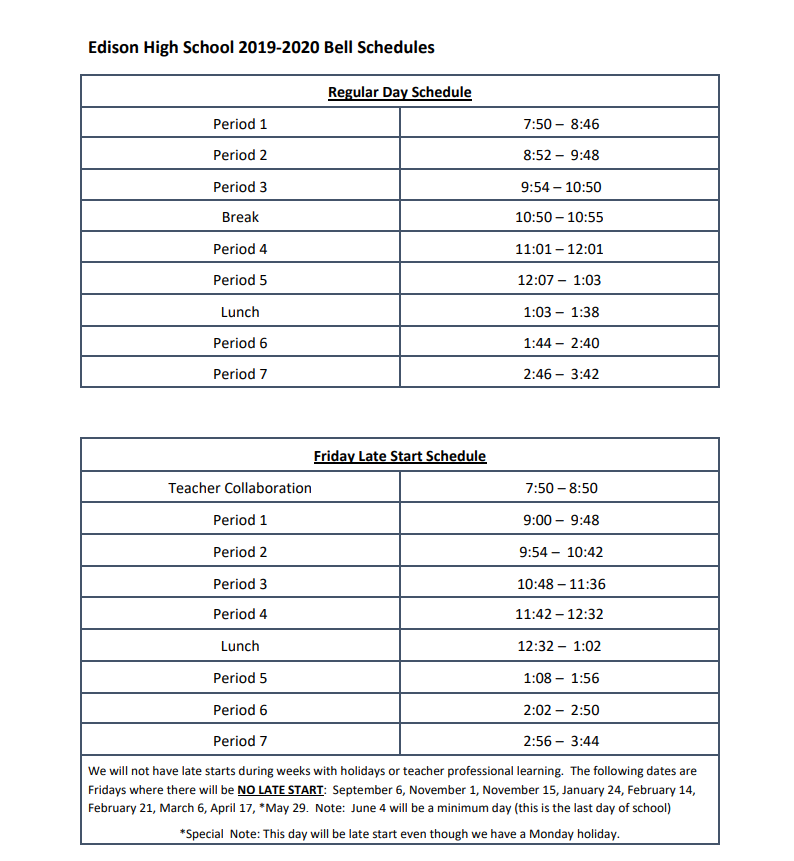 Edison High School 2019-2020 Bell Schedules
Regular Day Schedule
Period 1 7:50 – 8:46
Period 2 8:52 – 9:48
Period 3 9:54 – 10:50
Break 10:50 – 10:55
Period 4 11:01 – 12:01
Period 5 12:07 – 1:03
Lunch 1:03 – 1:38
Period 6 1:44 – 2:40
Period 7 2:46 – 3:42
Friday Late Start Schedule
Teacher Collaboration 7:50 – 8:50
Period 1 9:00 – 9:48
Period 2 9:54 – 10:42
Period 3 10:48 – 11:36
Period 4 11:42 – 12:32
Lunch 12:32 – 1:02
Period 5 1:08 – 1:56
Period 6 2:02 – 2:50
Period 7 2:56 – 3:44
We will not have late starts during weeks with holidays or teacher professional learning. The following dates are
Fridays where there will be NO LATE START: September 6, November 1, November 15, January 24, February 14,
February 21, March 6, April 17, *May 29. Note: June 4 will be a minimum day (this is the last day of school)
*Special Note: This day will be late start even though we have a Monday holiday.